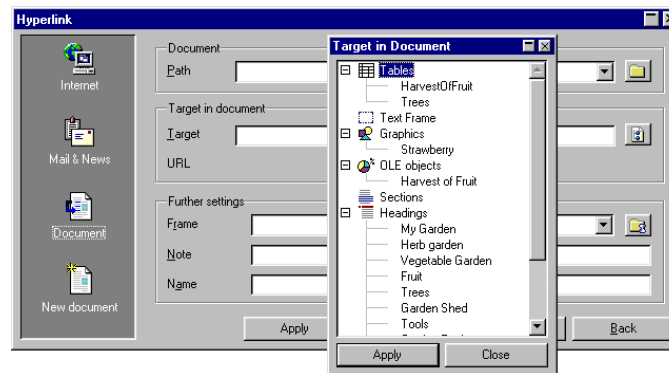 Hyperlink
Internet
Mail & News
Document
New document
Document
Path
Target in document
Target
URL
Further settings
Frame
Note
Name
Apply
Back
Target in Document
Tables
HarvestOfFruit
Trees
Text Frame
Graphics
Strawberry
OLE objects
Harvest of Fruit
Sections
Headings
My Garden
Herb garden
Vegetable Garden
Fruit
Trees
Garden Shed
Tools
Apply
Close